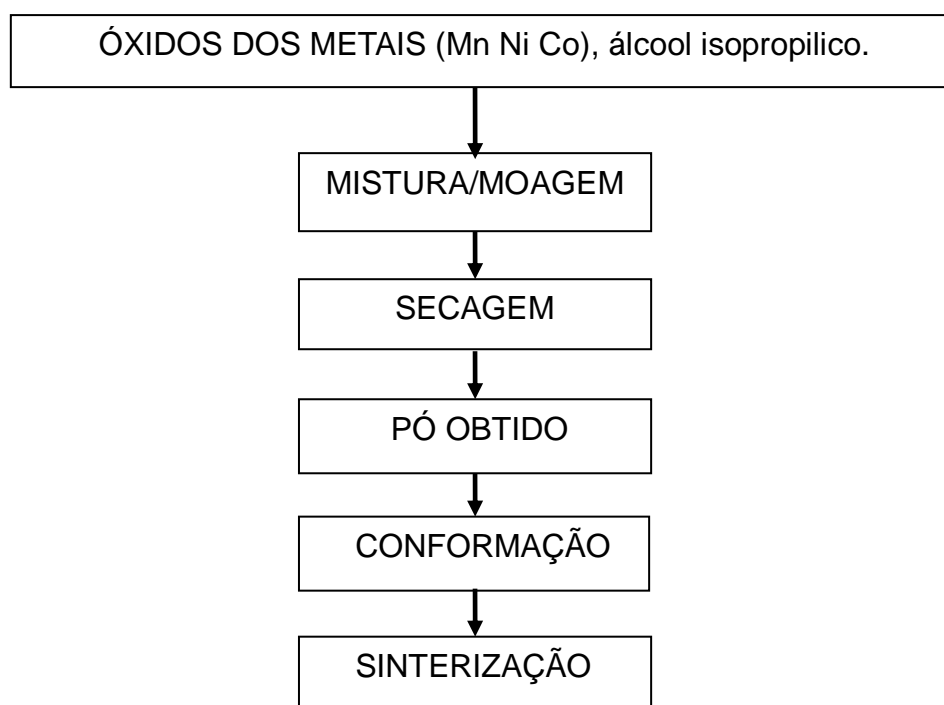 ÓXIDOS DOS METAIS (Mn Ni Co), álcool isopropilico.
MISTURA/MOAGEM
SECAGEM
PÓ OBTIDO
CONFORMAÇÃO
SINTERIZAÇÃO